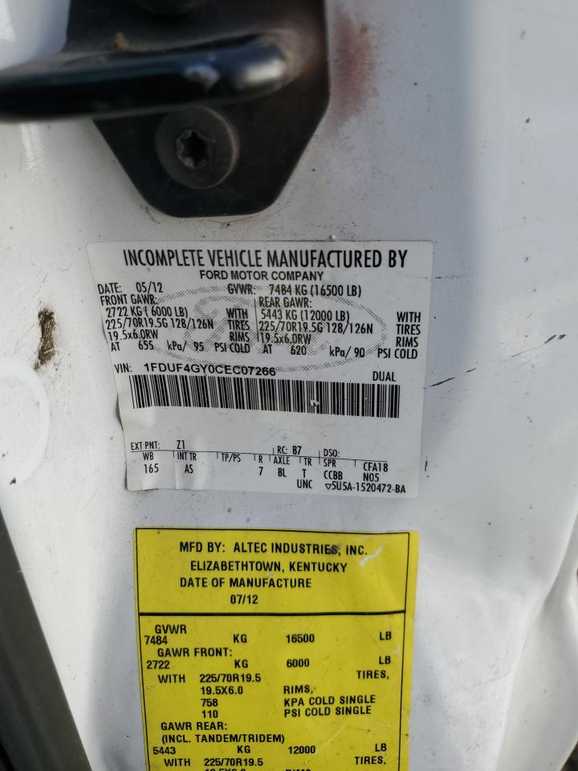 INCOMPLETE VEHICLE MANUFACTURED BY
FORD MOTOR COMPANY
DATE: 05/12 GVWR: 7484 KG (16500 LB)
FRONT GAWR: REAR GAWR:
2722 KG ( 6000 LB) WITH 5443 KG (12000 LB) WITH
225/70R19.5G 128/126N TIRES 225/70R19.5G 128/126N TIRES
19.5x6.0RW RIMS 19.5x6.0RW RIMS
AT 655 kPa/ 95 PSI COLD AT 620 kPa/ 90 PSI COLD
VIN: 1FDUF4GY0CEC07266 DUAL
EXT PNT: Z1 RC: B7 DSO:
WB INT TR TP/PS R AXLE TR SPR CFA18
165 AS 7 BL T CCBB N05
UNC ▽5U5A-1520472-BA
MFD BY: ALTEC INDUSTRIES, INC.
ELIZABETHTOWN, KENTUCKY
DATE OF MANUFACTURE
07/12
GVWR
7484 KG 16500 LB
GAWR FRONT:
2722 KG 6000 LB
WITH 225/70R19.5 TIRES,
19.5X6.0 RIMS,
758 KPA COLD SINGLE
110 PSI COLD SINGLE
GAWR REAR:
(INCL. TANDEM/TRIDEM)
5443 KG 12000 LB
WITH 225/70R19.5 TIRES,